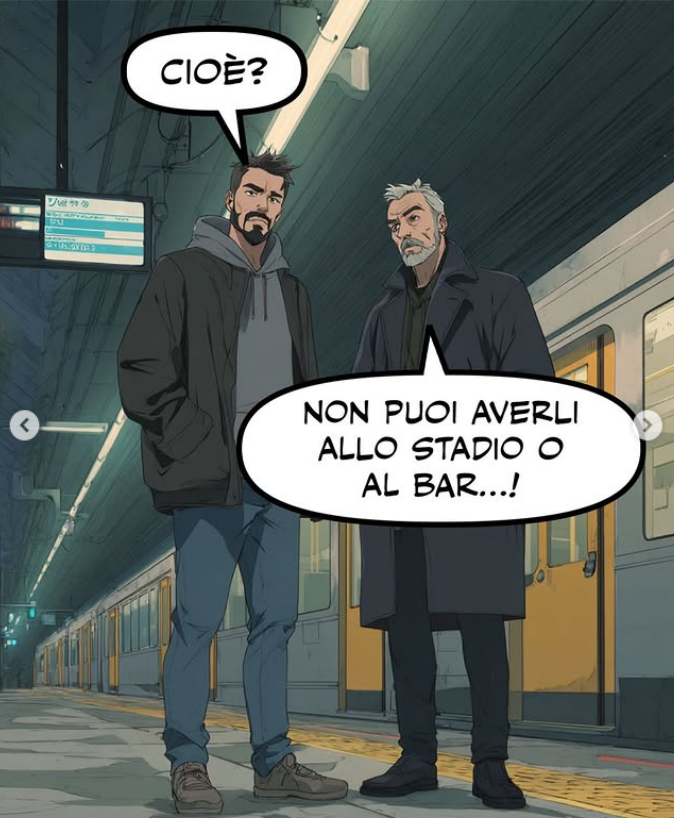 CIOÈ?
NON PUOI AVERLI
ALLO STADIO O
AL BAR...!